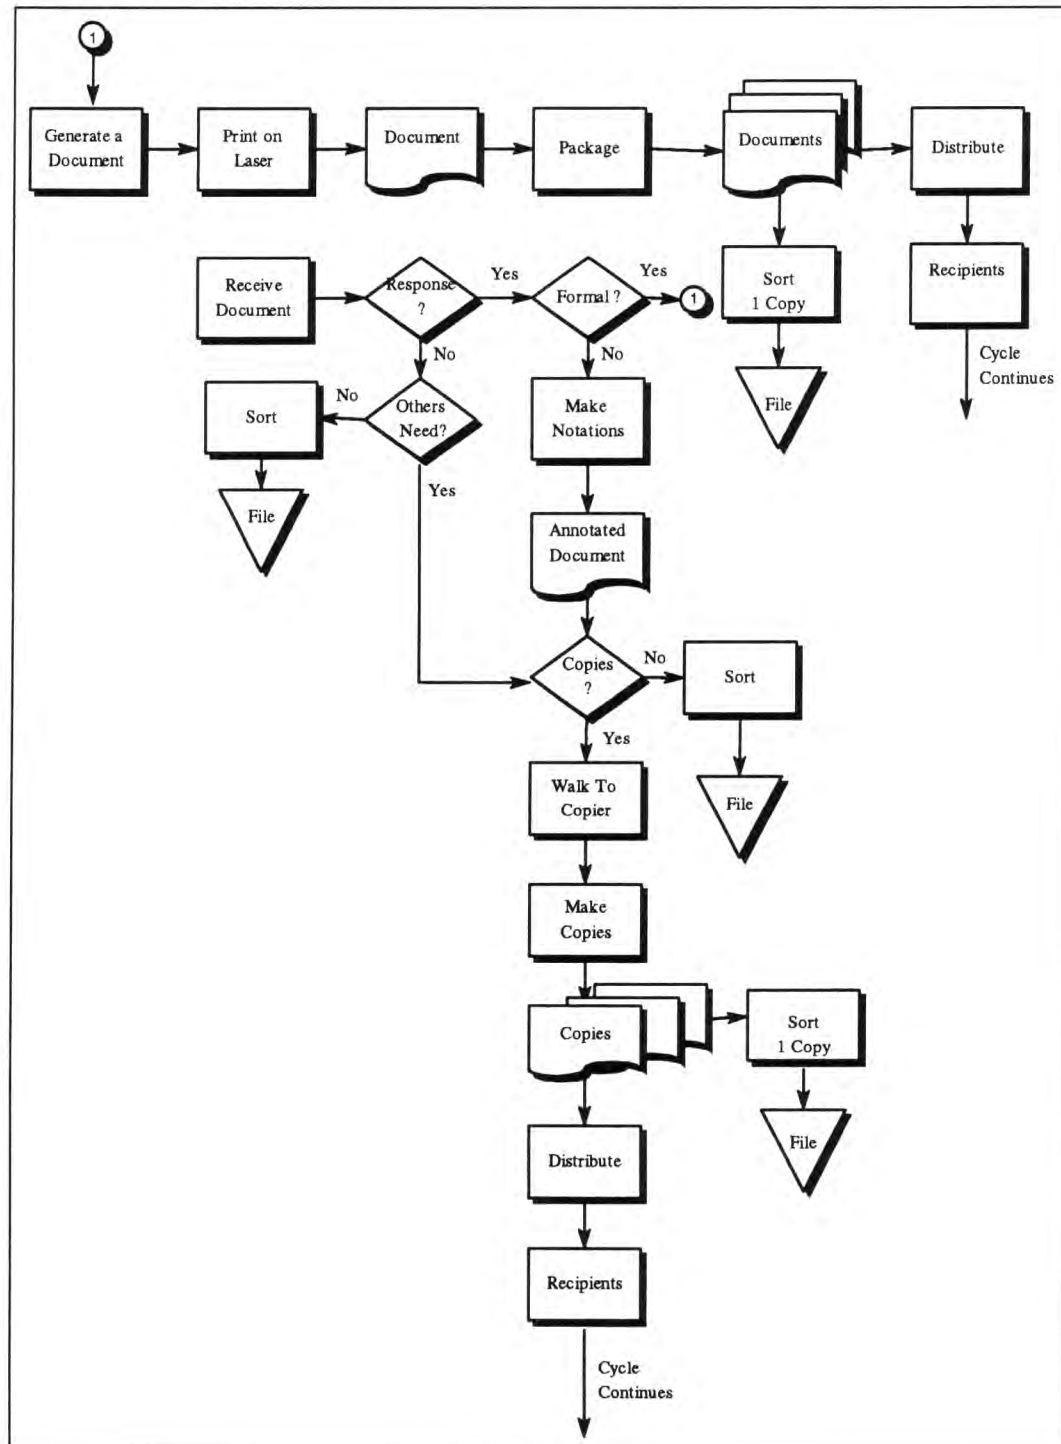 1
Generate a
Document
Print on
Laser
Document
Package
Documents
Distribute
Receive
Document
Response
?
Yes
Formal ?
Yes
1
Sort
1 Copy
Recipients
No
No
Cycle
Continues
Sort
No
Others
Need?
Make
Notations
File
File
Yes
Annotated
Document
Copies
?
No
Sort
Yes
Walk To
Copier
File
Make
Copies
Copies
Sort
1 Copy
Distribute
File
Recipients
Cycle
Continues